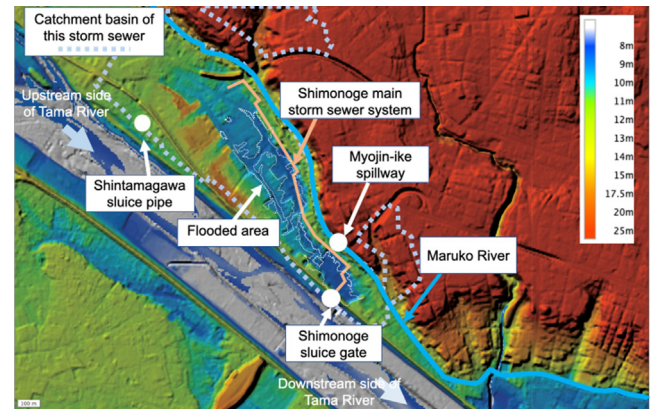 Catchment basin of
this storm sewer
Upstream side
of Tama River
Shimonoge main
storm sewer system
Myojin-ike
spillway
Shintamagawa
sluice pipe
Flooded area
Maruko River
Shimonoge
sluice gate
Downstream side of
Tama River
8m
9m
10m
11m
12m
13m
14m
15m
17.5m
20m
25m
100 m